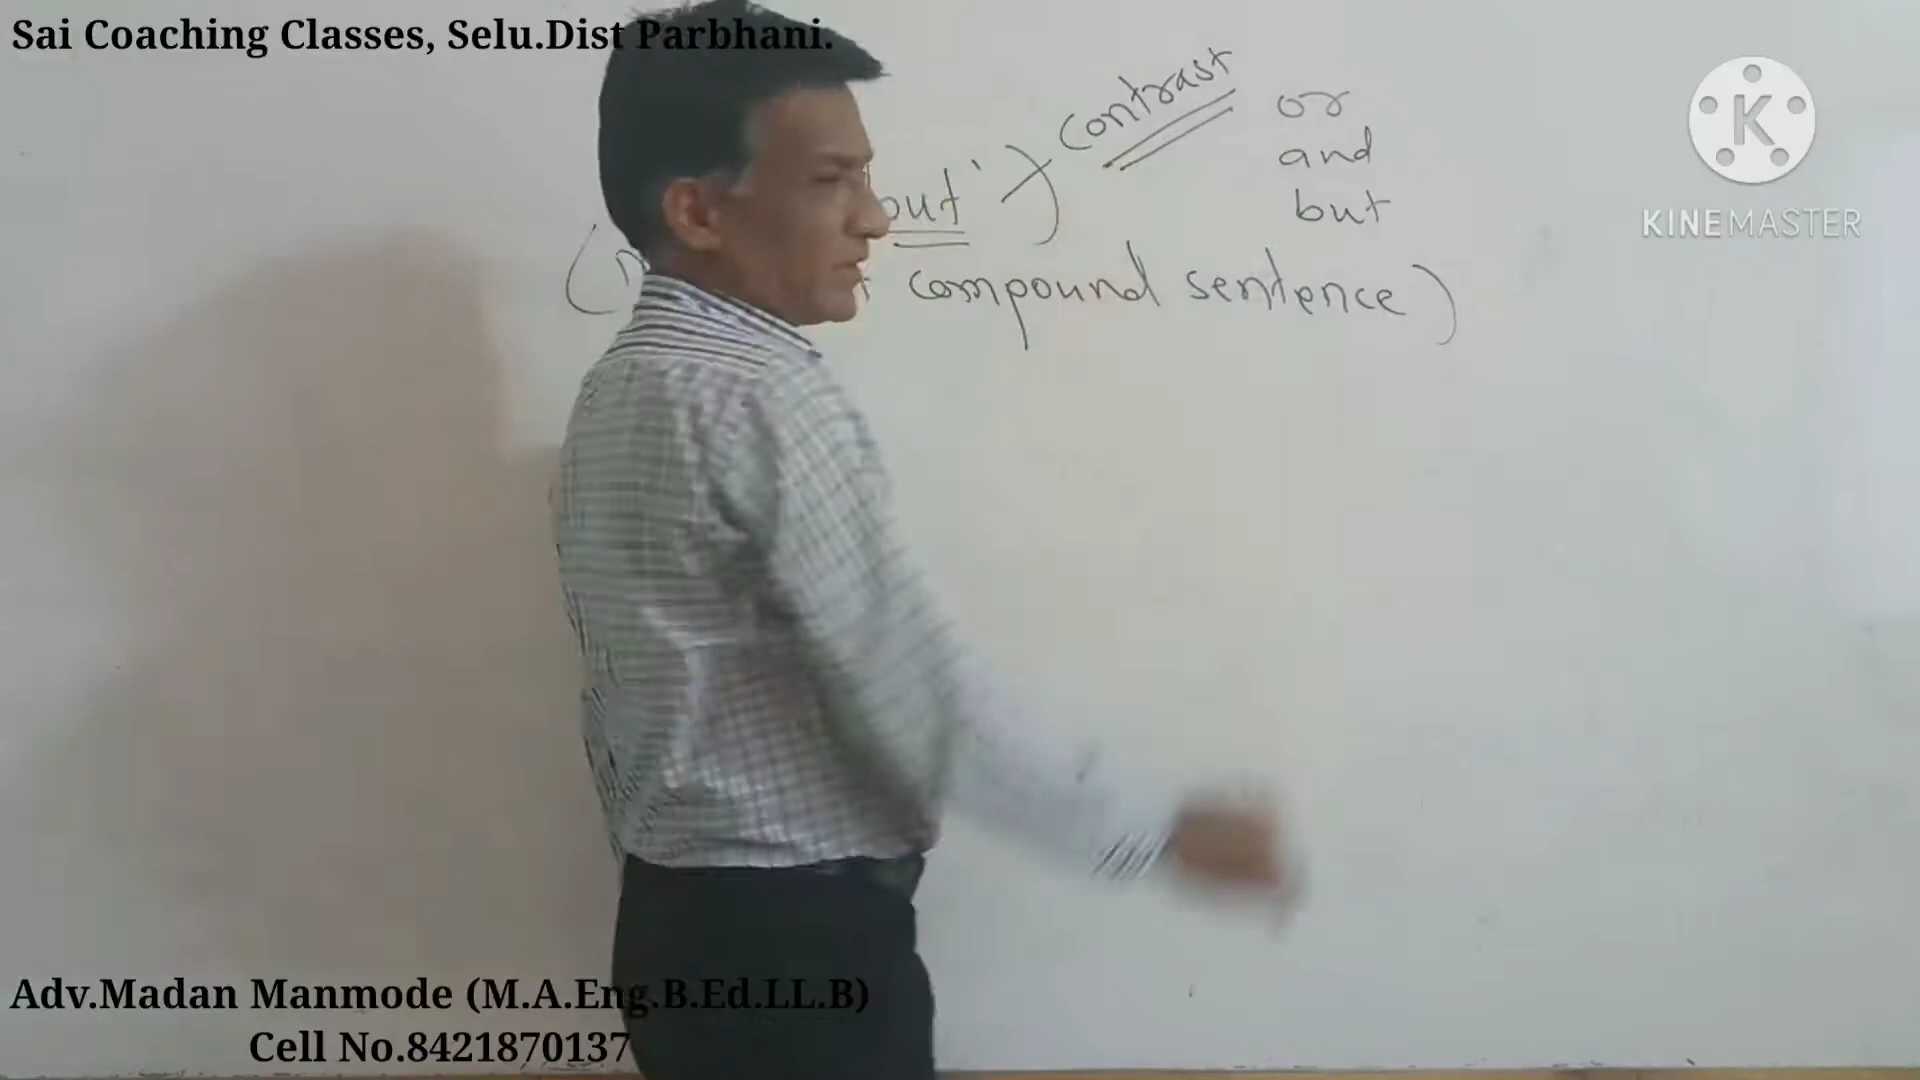 Sai Coaching Classes, Selu.Dist Parbhani.
contrast
or
and
but
but'
compound sentence)
KINEMASTER
Adv.Madan Manmode (M.A.Eng.B.Ed.LL.B)
Cell No.8421870137